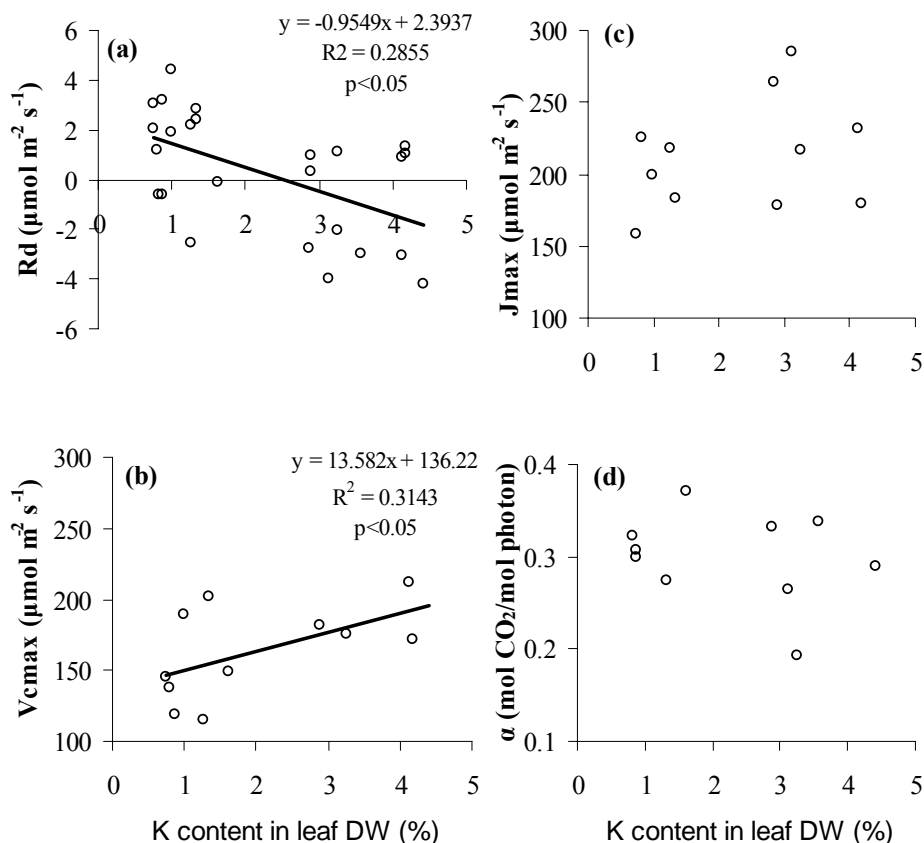 (a)
y = -0.9549x + 2.3937
R2 = 0.2855
p<0.05
Rd (μmol m⁻² s⁻¹)
6
4
2
0
-2
-4
-6
0 1 2 3 4 5
(c)
Jmax (μmol m⁻² s⁻¹)
300
250
200
150
100
0 1 2 3 4 5
(b)
y = 13.582x + 136.22
R² = 0.3143
p<0.05
Vcmax (μmol m⁻² s⁻¹)
300
250
200
150
100
0 1 2 3 4 5
K content in leaf DW (%)
(d)
α (mol CO₂/mol photon)
0.4
0.3
0.2
0.1
0 1 2 3 4 5
K content in leaf DW (%)